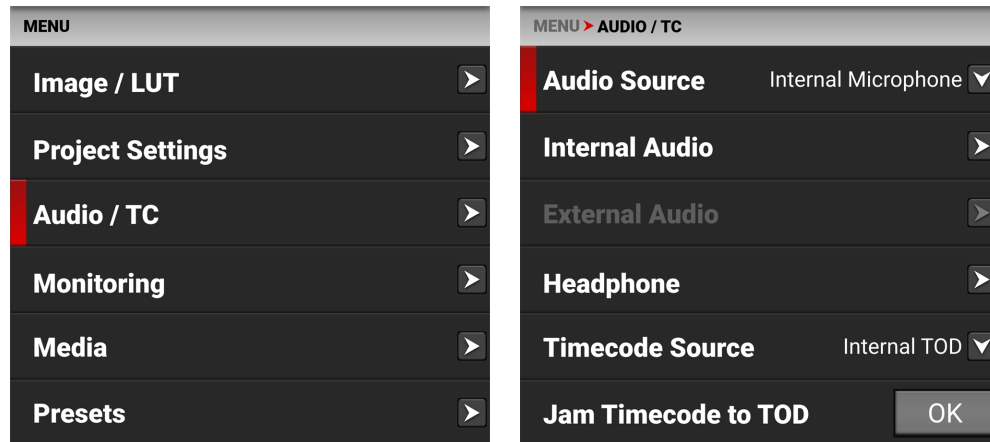 MENU
Image / LUT
Project Settings
Audio / TC
Monitoring
Media
Presets
MENU AUDIO / TC
Audio Source Internal Microphone
Internal Audio
External Audio
Headphone
Timecode Source Internal TOD
Jam Timecode to TOD OK